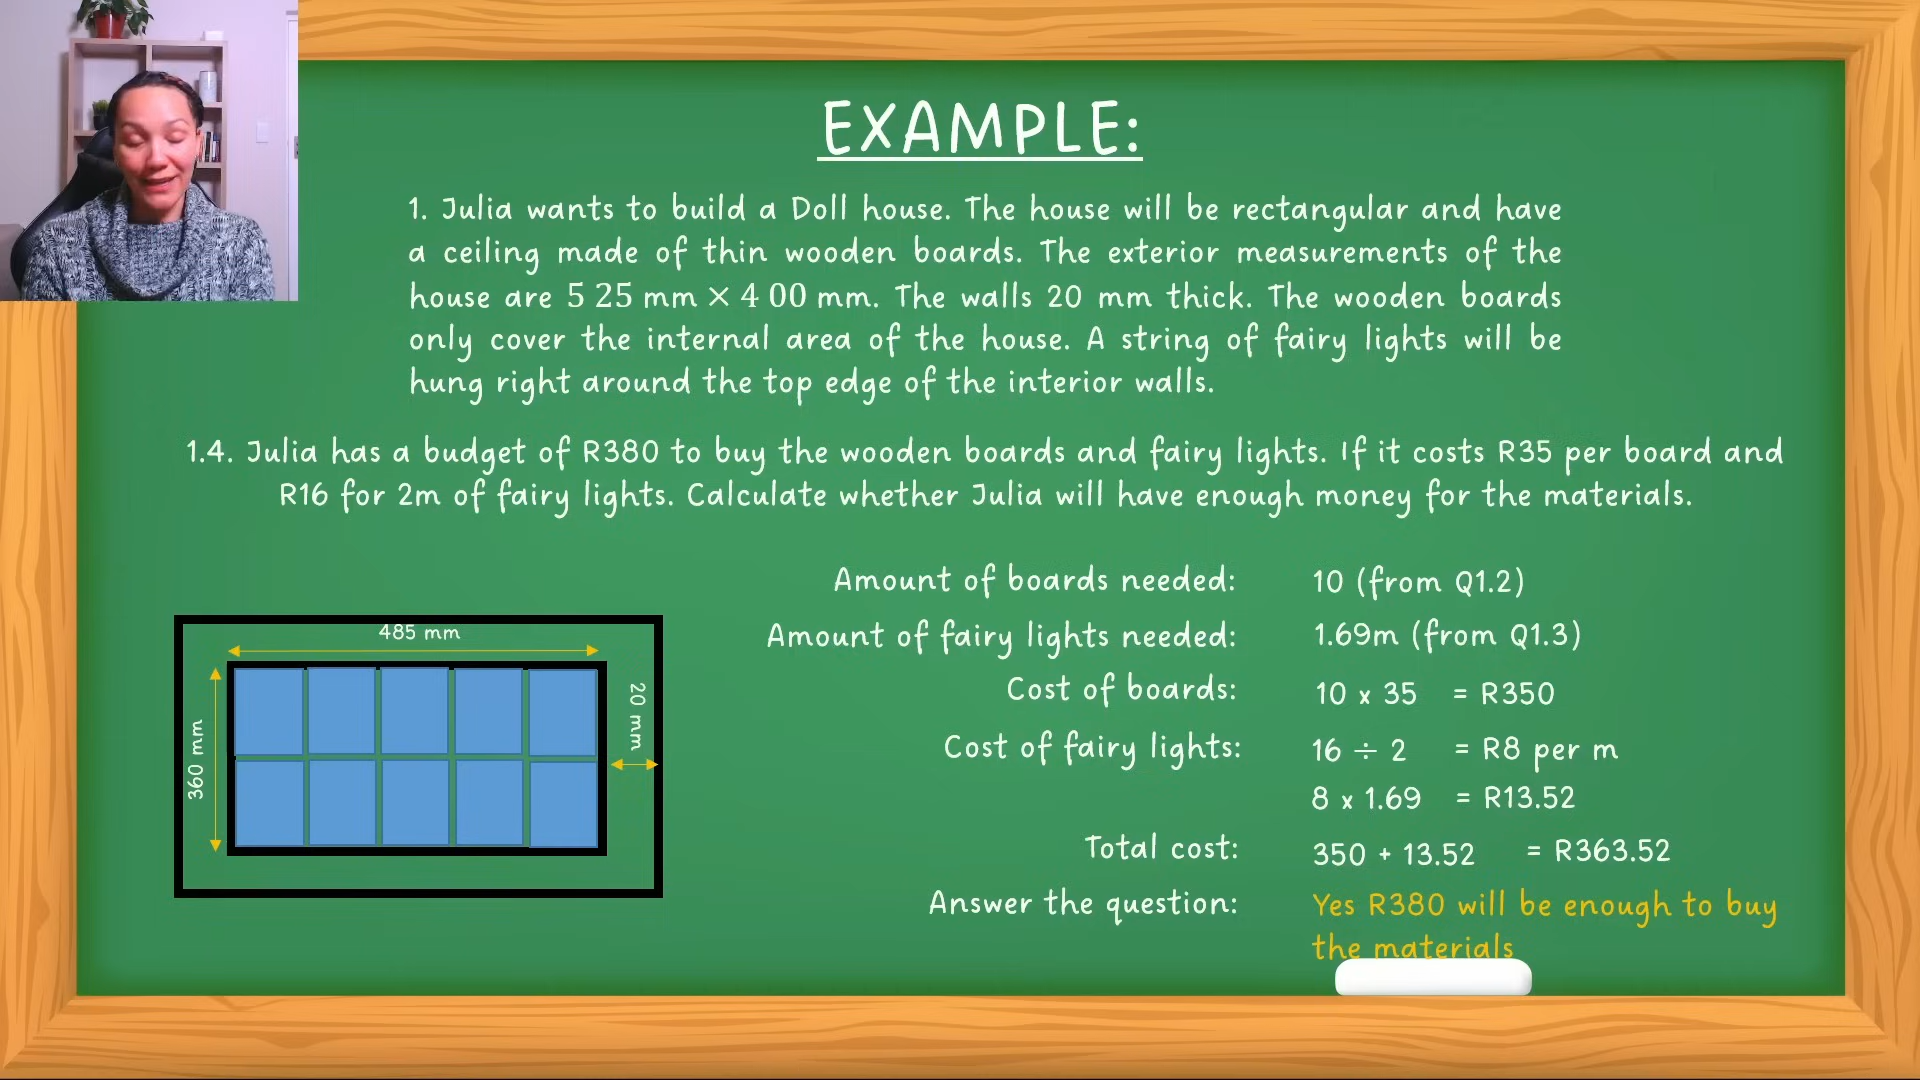 EXAMPLE:
1. Julia wants to build a Doll house. The house will be rectangular and have
a ceiling made of thin wooden boards. The exterior measurements of the
house are 5 25 mm × 4 00 mm. The walls 20 mm thick. The wooden boards
only cover the internal area of the house. A string of fairy lights will be
hung right around the top edge of the interior walls.
1.4. Julia has a budget of R380 to buy the wooden boards and fairy lights. If it costs R35 per board and
R16 for 2m of fairy lights. Calculate whether Julia will have enough money for the materials.
485 mm
360 mm
20 mm
Amount of boards needed: 10 (from Q1.2)
Amount of fairy lights needed: 1.69m (from Q1.3)
Cost of boards: 10 x 35 = R350
Cost of fairy lights: 16 ÷ 2 = R8 per m
8 x 1.69 = R13.52
Total cost: 350 + 13.52 = R363.52
Answer the question: Yes R380 will be enough to buy
the materials